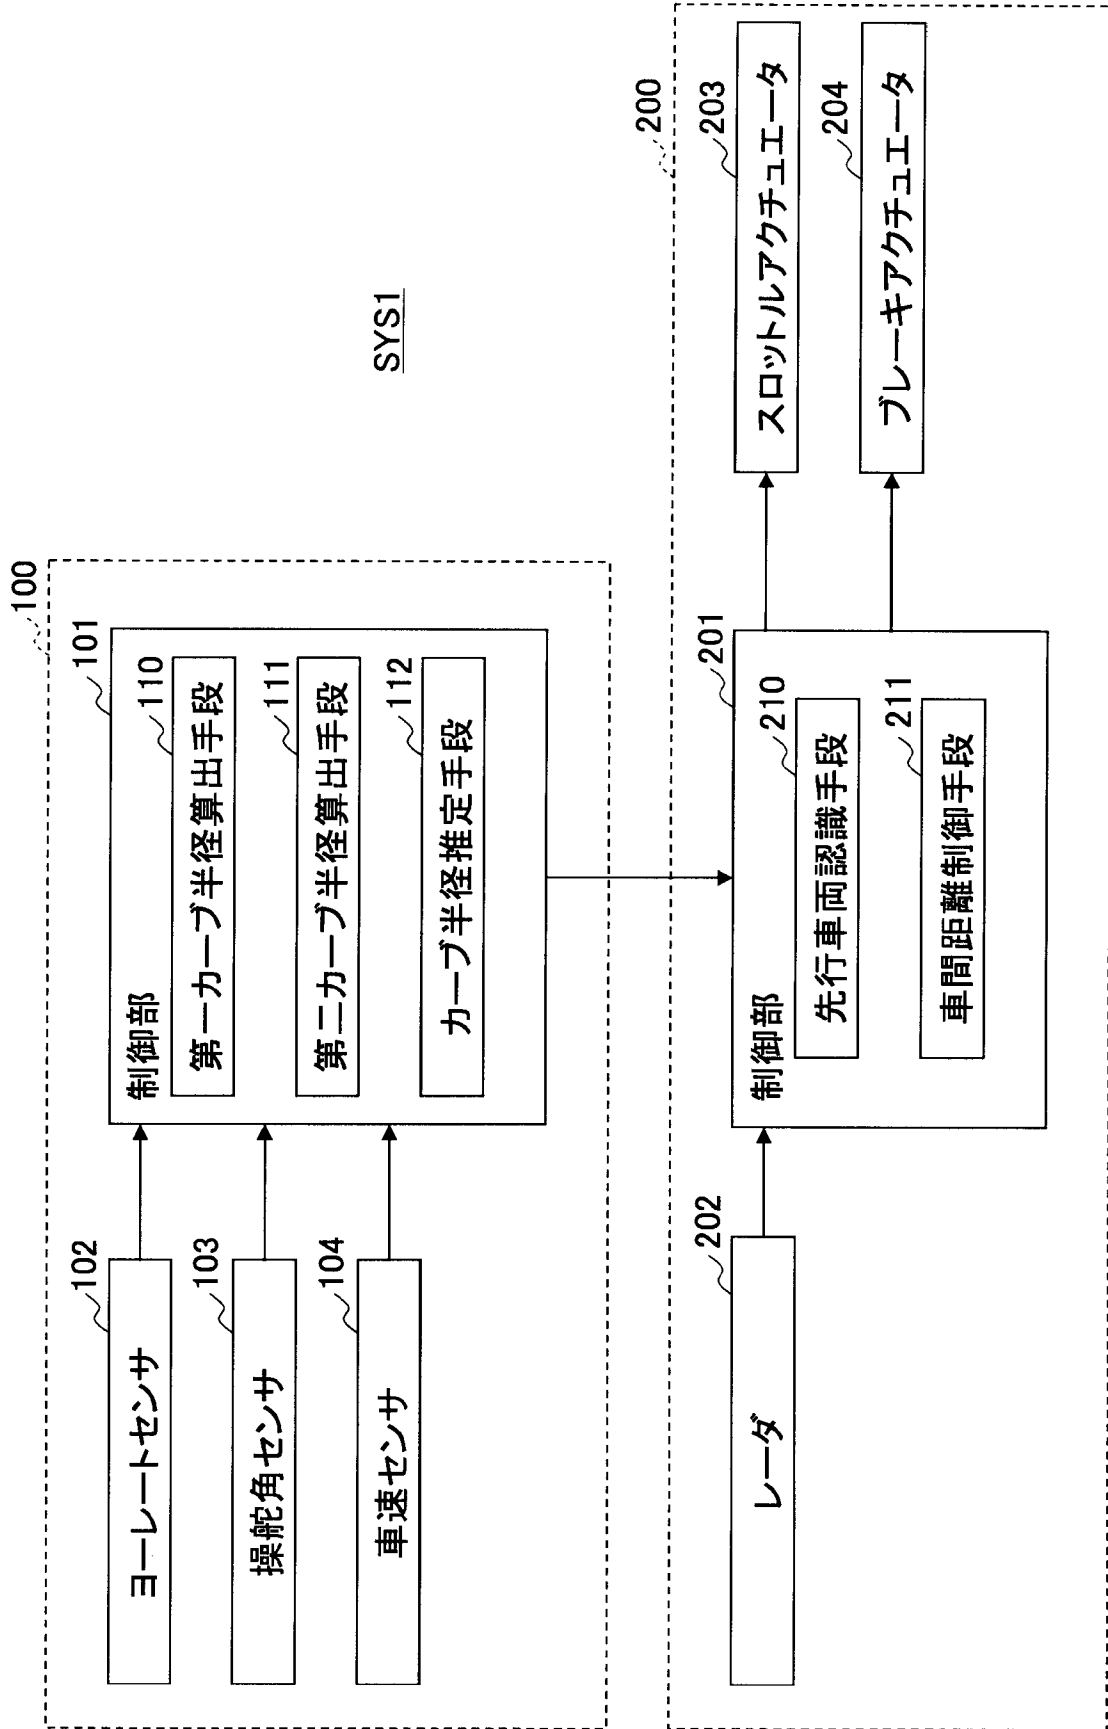 SYS1
100
101
制御部
110
第一カーブ半径算出手段
111
第二カーブ半径算出手段
112
カーブ半径推定手段
102
ヨーレートセンサ
103
操舵角センサ
104
車速センサ
200
201
制御部
210
先行車両認識手段
211
車間距離制御手段
202
レーダ
203
スロットルアクチュエータ
204
ブレーキアクチュエータ